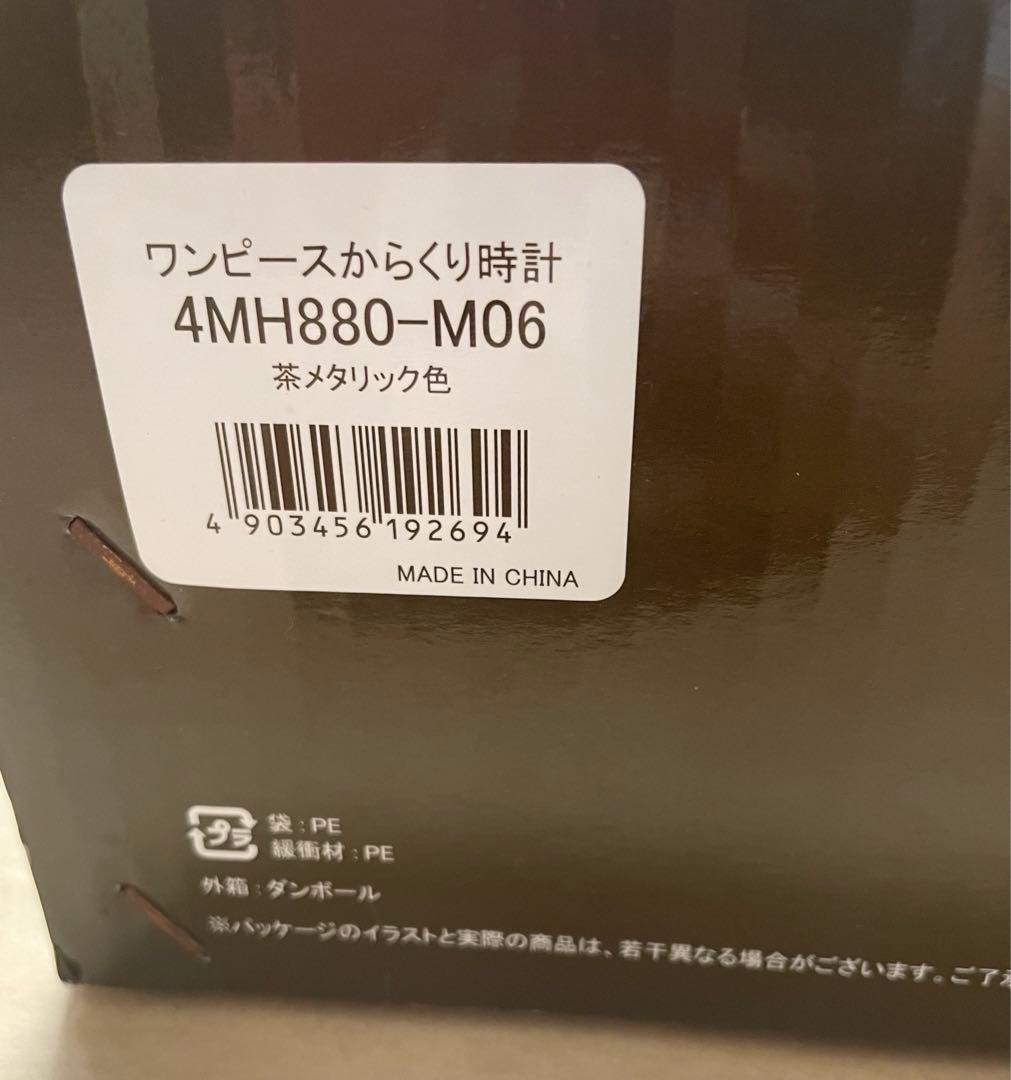 ワンピースからくり時計
4MH880-M06
茶メタリック色
4 903456 192694
MADE IN CHINA
プラ
袋:PE
緩衝材:PE
外箱:ダンボール
※パッケージのイラストと実際の商品は、若干異なる場合がございます。ご了